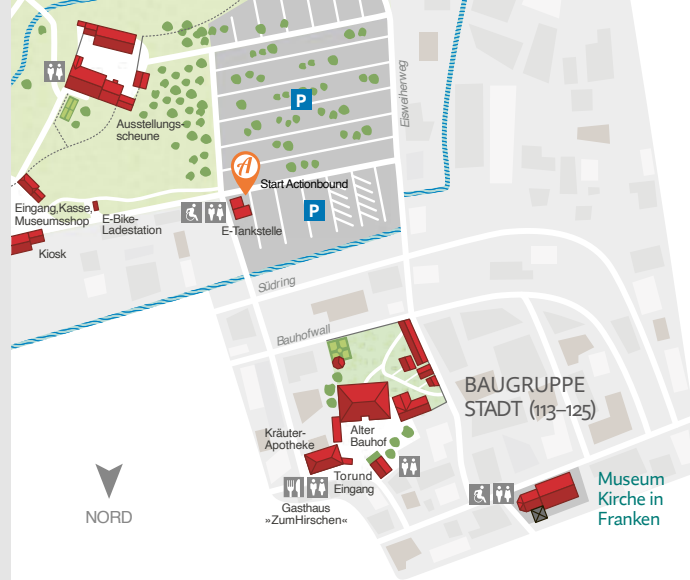 P
Eisweiherweg
Ausstellungs-
scheune
A
Start Actionbound
P
Eingang,Kasse,
Museumsshop
E-Bike-
Ladestation
E-Tankstelle
Kiosk
Südring
Bauhofwall
BAUGRUPPE
STADT (113–125)
Kräuter-
Apotheke
Alter
Bauhof
Torund
Eingang
Gasthaus
»ZumHirschen«
Museum
Kirche in
Franken
NORD